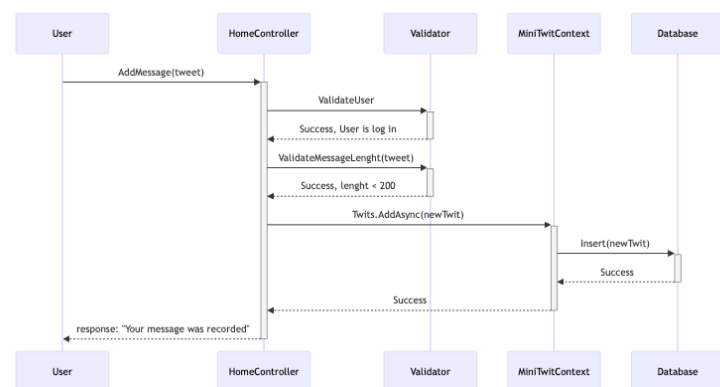 User
HomeController
Validator
MiniTwitContext
Database
AddMessage(tweet)
ValidateUser
Success, User is log in
ValidateMessageLenght(tweet)
Success, lenght < 200
Twits.AddAsync(newTwit)
Insert(newTwit)
Success
Success
response: "Your message was recorded"
User
HomeController
Validator
MiniTwitContext
Database